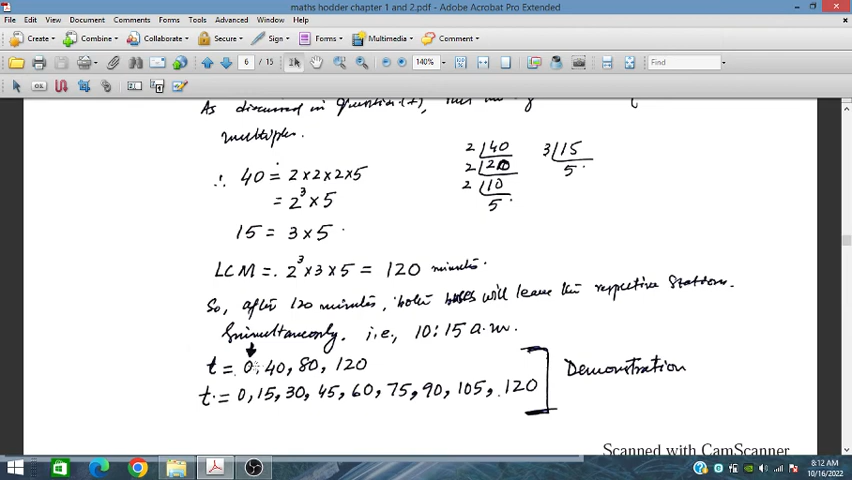 maths hodder chapter 1 and 2.pdf - Adobe Acrobat Pro Extended
File Edit View Document Comments Forms Tools Advanced Window Help
Create Combine Collaborate Secure Sign Forms Multimedia Comment
6 / 15 140% Find
As discussed in Question
multiples.
∴ 40 = 2×2×2×5
= 2³×5
15 = 3×5
2 40 3 15
2 20 5
2 10
5
LCM = 2³×3×5 = 120 minutes.
So, after 120 minutes, both buses will leave the respective stations
Simultaneonly. i.e., 10:15 a.m.
t = 0, 40, 80, 120
t = 0, 15, 30, 45, 60, 75, 90, 105, 120
Demonstration
Scanned with CamScanner
8:12 AM
10/16/2022